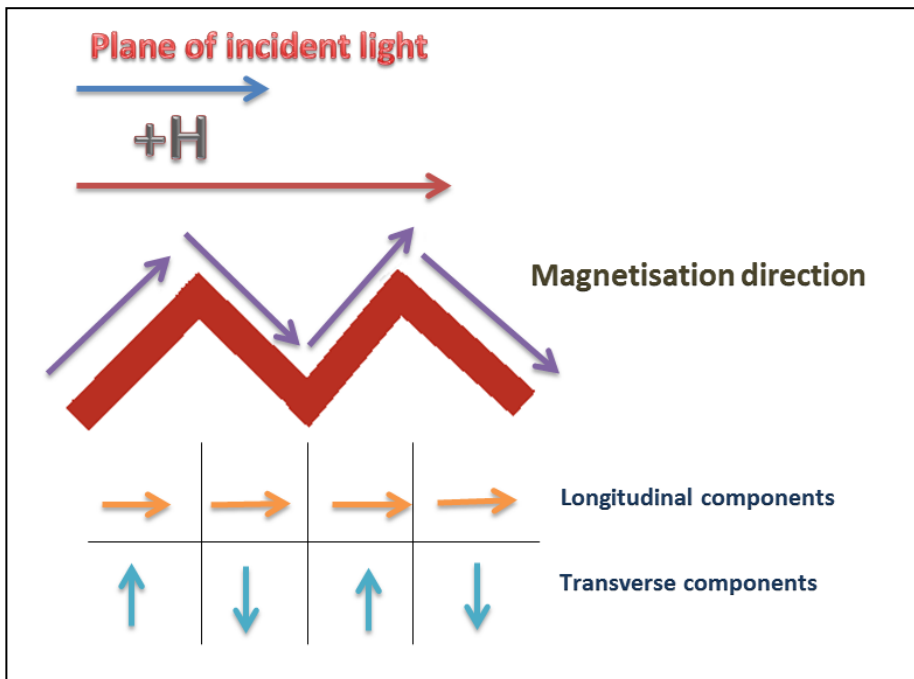 Plane of incident light
+H
Magnetisation direction
Longitudinal components
Transverse components